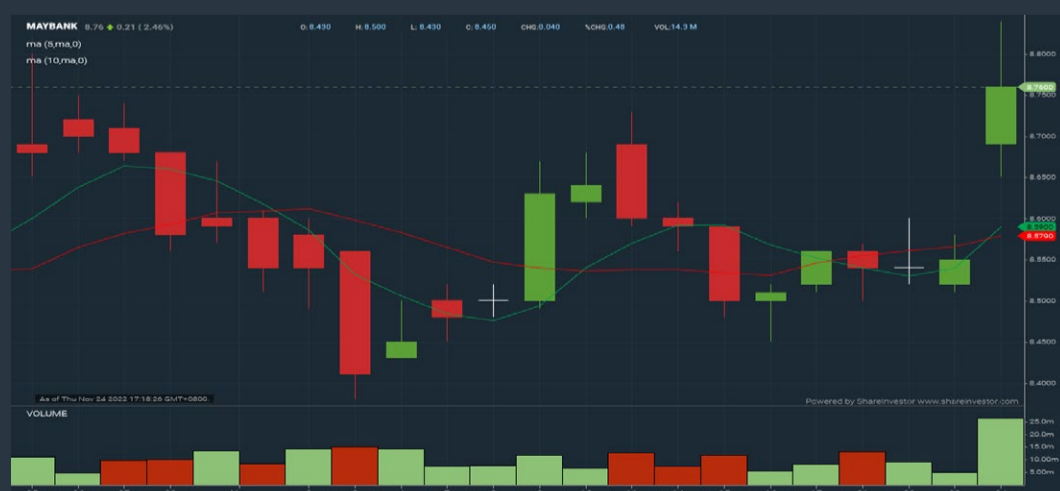 MAYBANK 8.76 ◆ 0.21 ( 2.46%) O: 8.430 H: 8.500 L: 8.430 C: 8.450 CHG:0.040 %CHG:0.48 VOL:14.3 M
ma (5,ma,0)
ma (10,ma,0)
8.8000
8.7600
8.7500
8.7000
8.6500
8.6000
8.5900
8.5790
8.5500
8.5000
8.4500
8.4000
As of Thu Nov 24 2022 17:18:26 GMT+0800.
Powered by ShareInvestor www.shareinvestor.com
VOLUME
25.0m
20.0m
15.0m
10.00m
5.00m